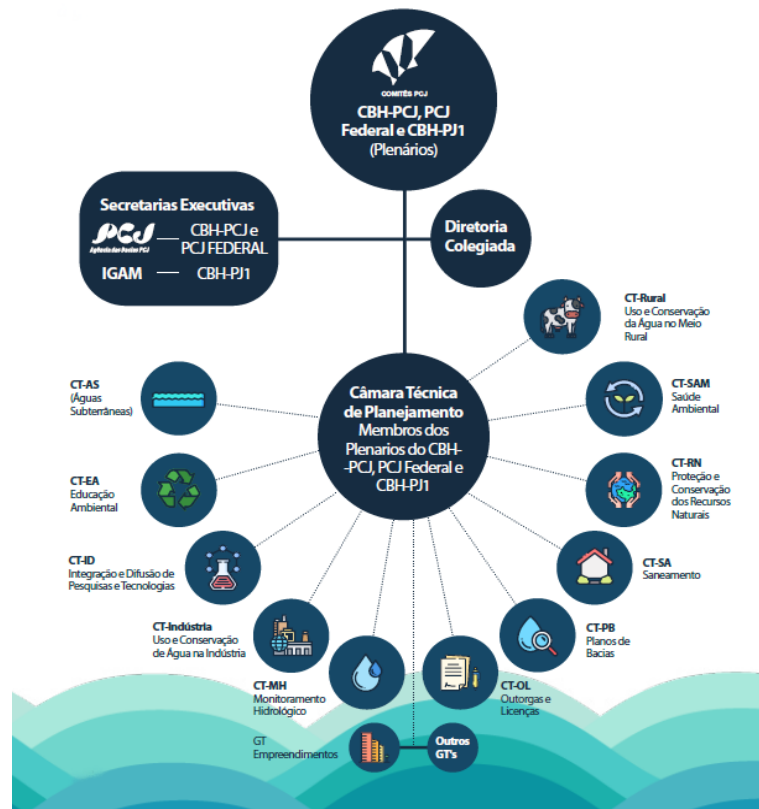 COMITÊS PCJ
CBH-PCJ, PCJ
Federal e CBH-PJ1
(Plenários)
Secretarias Executivas
PCJ
Agência das Bacias PCJ
CBH-PCJ e
PCJ FEDERAL
IGAM
CBH-PJ1
Diretoria
Colegiada
CT-Rural
Uso e Conservação
da Água no Meio
Rural
Câmara Técnica
de Planejamento
Membros dos
Plenarios do CBH-
-PCJ, PCJ Federal e
CBH-PJ1
CT-AS
(Águas
Subterrâneas)
CT-SAM
Saúde
Ambiental
CT-EA
Educação
Ambiental
CT-RN
Proteção e
Conservação
dos Recursos
Naturais
CT-ID
Integração e Difusão de
Pesquisas e Tecnologias
CT-SA
Saneamento
CT-Indústria
Uso e Conservação
de Água na Indústria
CT-PB
Planos de
Bacias
CT-MH
Monitoramento
Hidrológico
CT-OL
Outorgas e
Licenças
GT
Empreendimentos
Outros
GT's